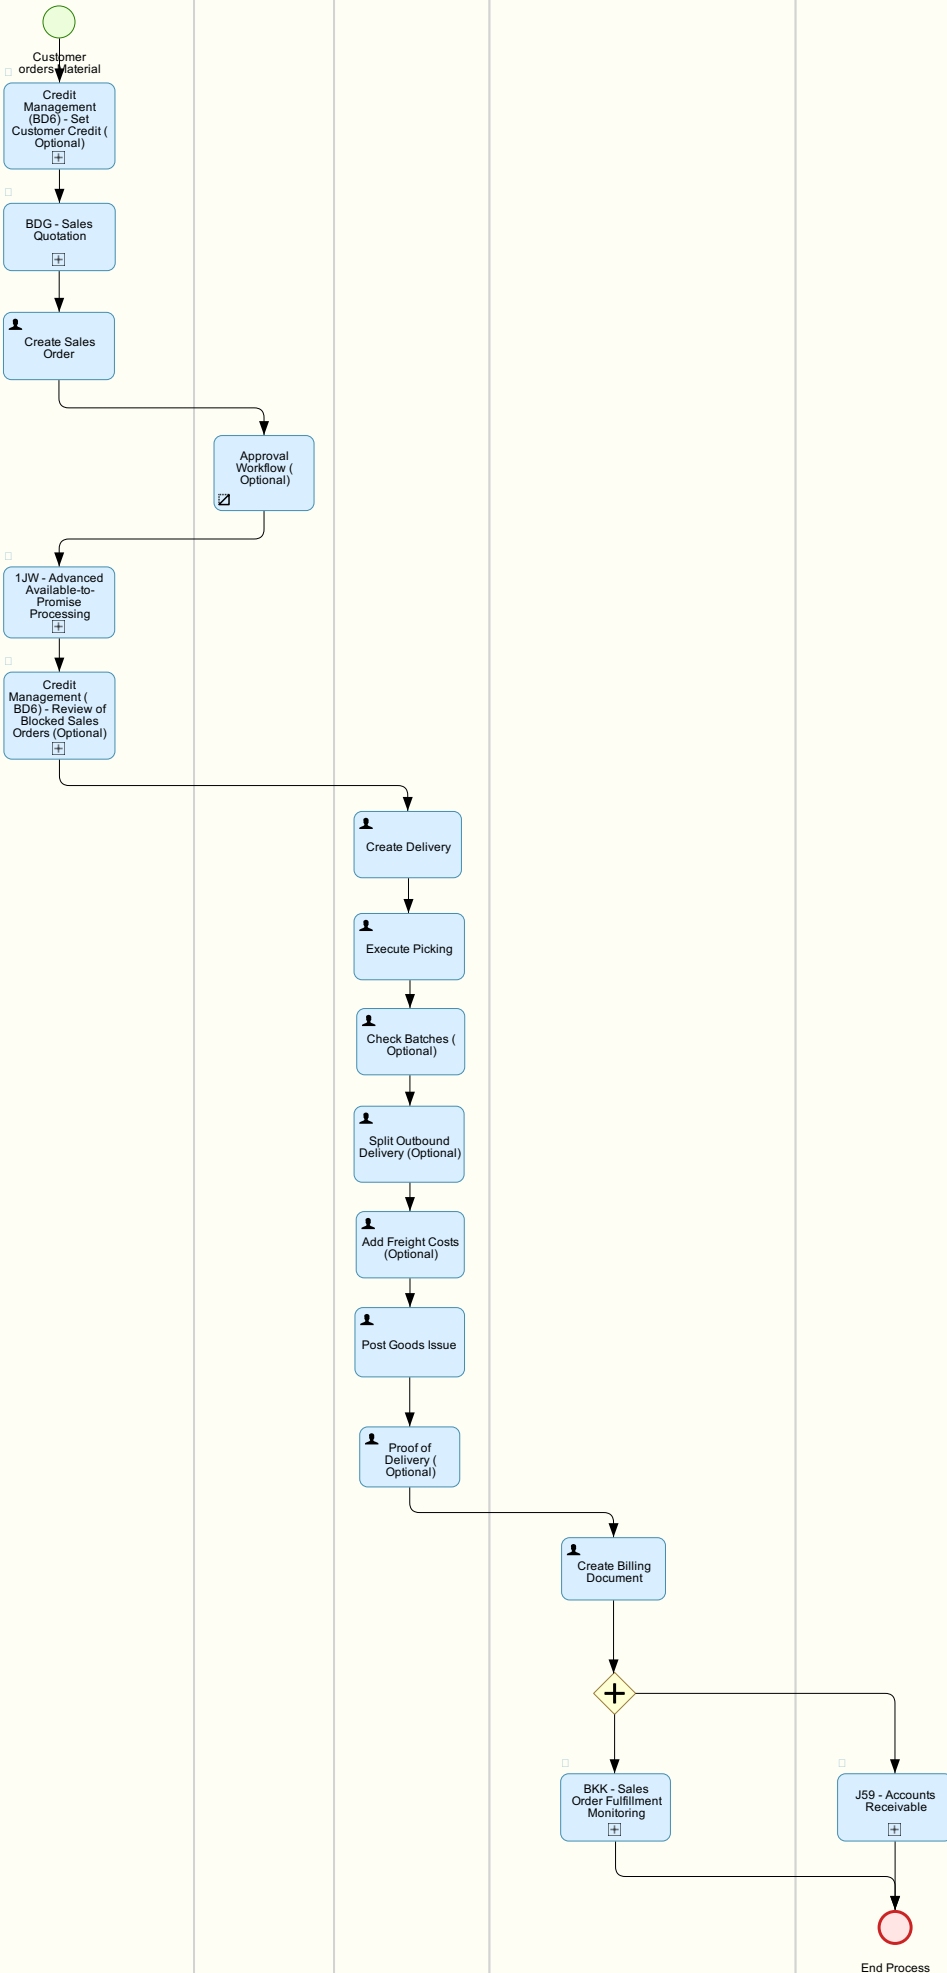 Customer
orders Material
Credit
Management
(BD6) - Set
Customer Credit (
Optional)
BDG - Sales
Quotation
Create Sales
Order
Approval
Workflow (
Optional)
1JW - Advanced
Available-to-
Promise
Processing
Credit
Management (
BD6) - Review of
Blocked Sales
Orders (Optional)
Create Delivery
Execute Picking
Check Batches (
Optional)
Split Outbound
Delivery (Optional)
Add Freight Costs
(Optional)
Post Goods Issue
Proof of
Delivery (
Optional)
Create Billing
Document
BKK - Sales
Order Fulfillment
Monitoring
J59 - Accounts
Receivable
End Process